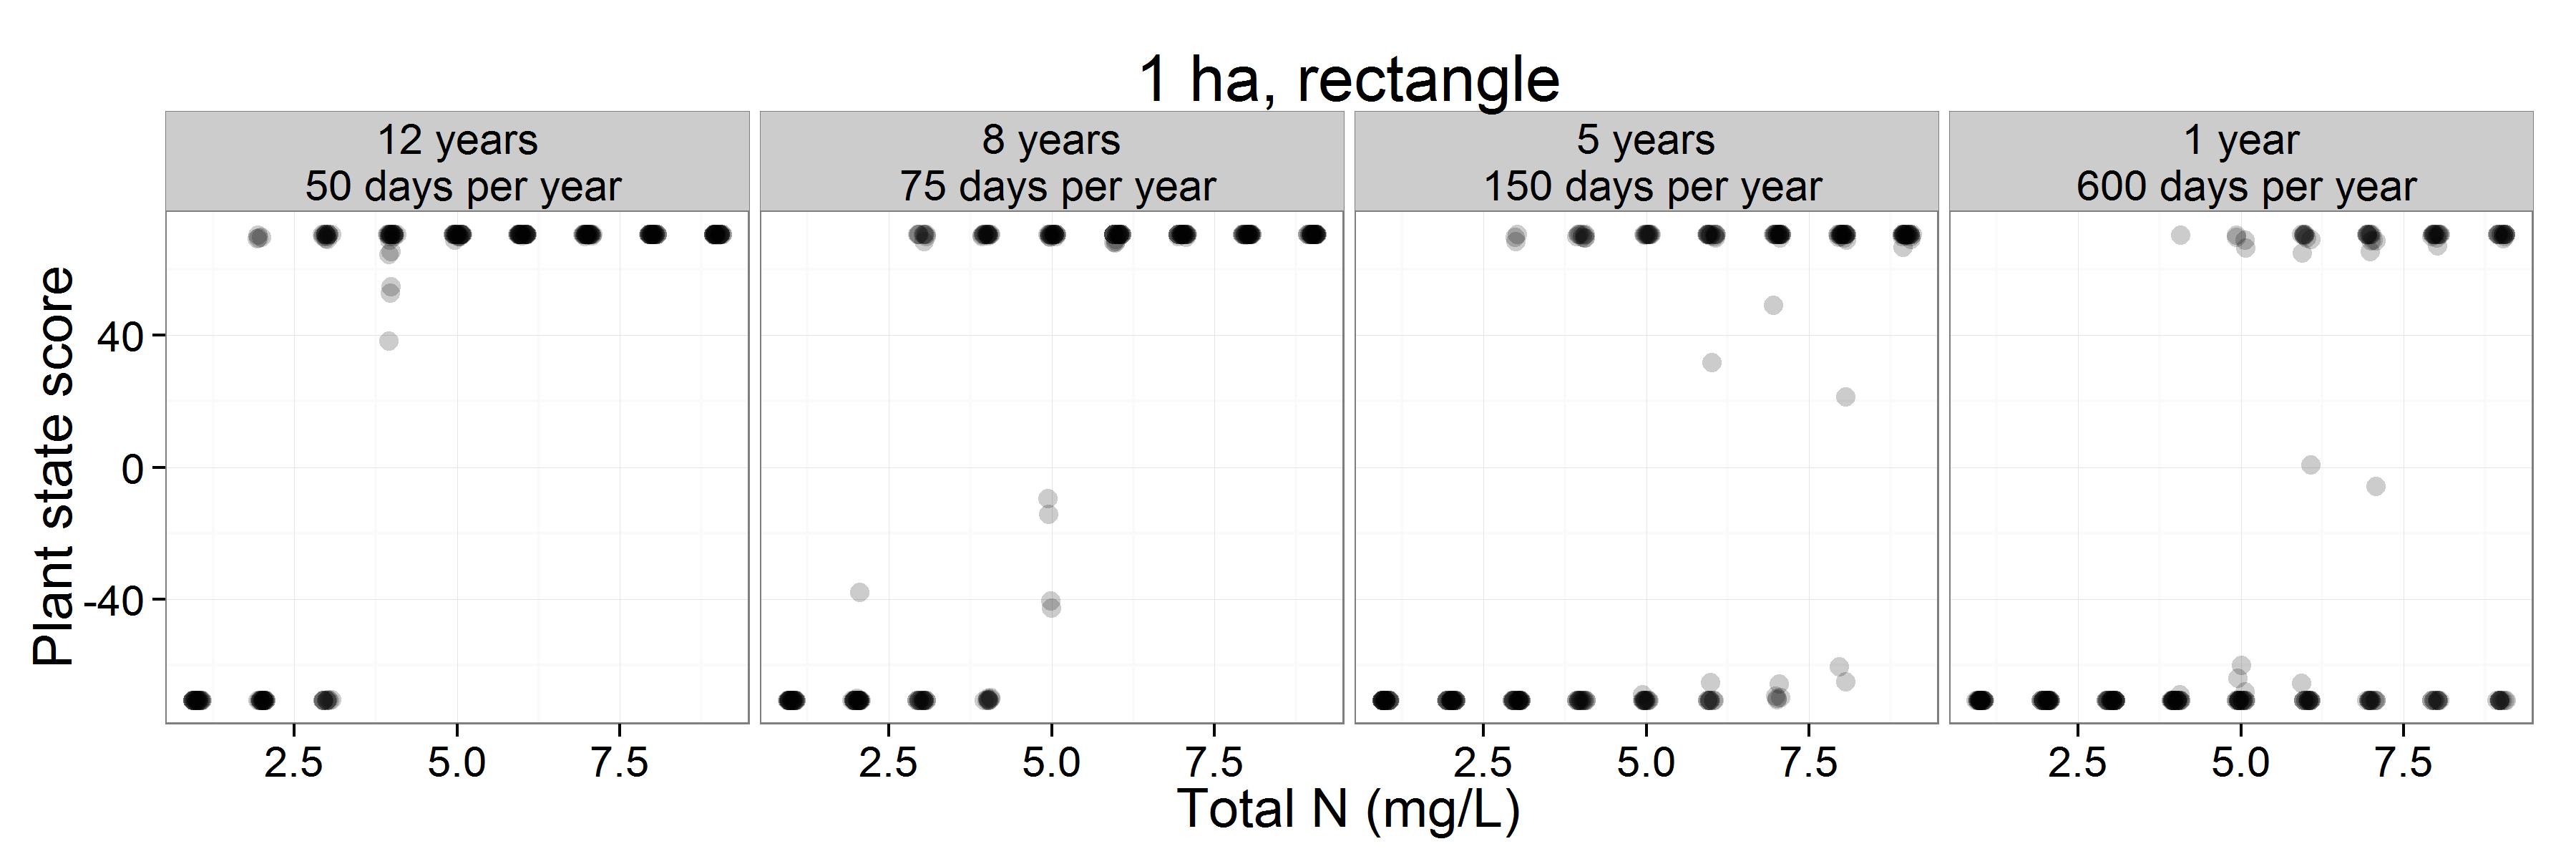 1 ha, rectangle
12 years
50 days per year
8 years
75 days per year
5 years
150 days per year
1 year
600 days per year
Plant state score
40
0
-40
2.5 5.0 7.5
2.5 5.0 7.5
2.5 5.0 7.5
2.5 5.0 7.5
Total N (mg/L)